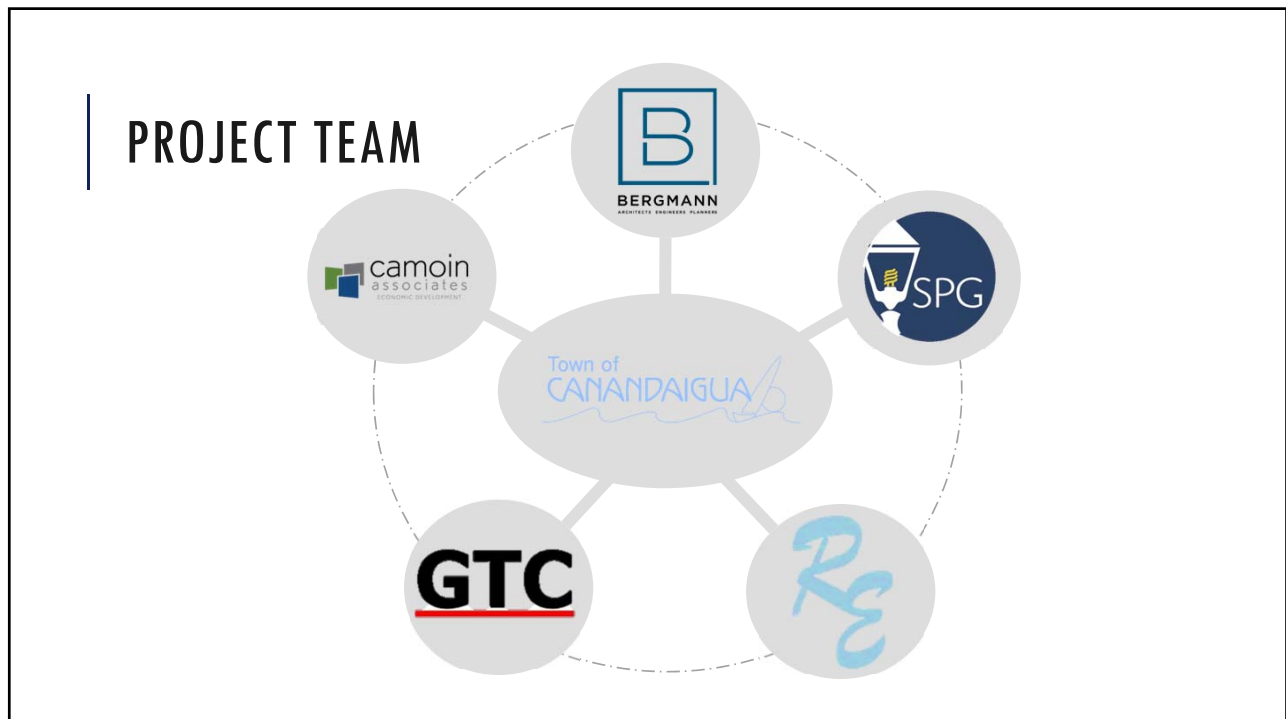 PROJECT TEAM
B
BERGMANN
ARCHITECTS ENGINEERS PLANNERS
camoin
associates
ECONOMIC DEVELOPMENT
SPG
Town of
CANANDAIGUA
GTC
RE